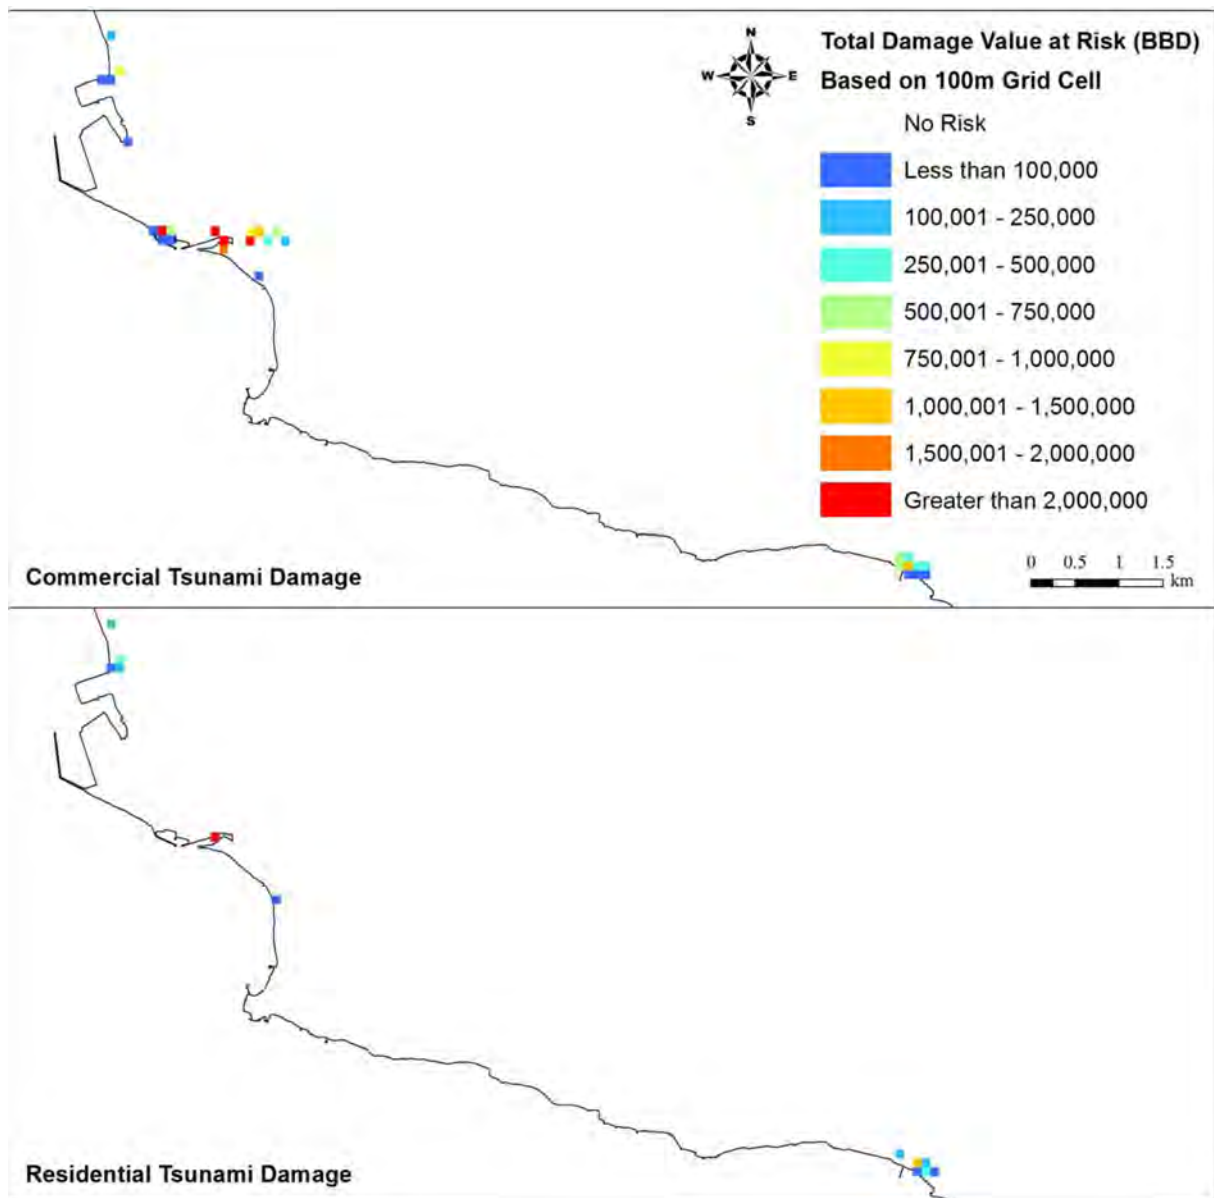 N
W
E
S
Total Damage Value at Risk (BBD)
Based on 100m Grid Cell
No Risk
Less than 100,000
100,001 - 250,000
250,001 - 500,000
500,001 - 750,000
750,001 - 1,000,000
1,000,001 - 1,500,000
1,500,001 - 2,000,000
Greater than 2,000,000
0 0.5 1 1.5
km
Commercial Tsunami Damage
Residential Tsunami Damage